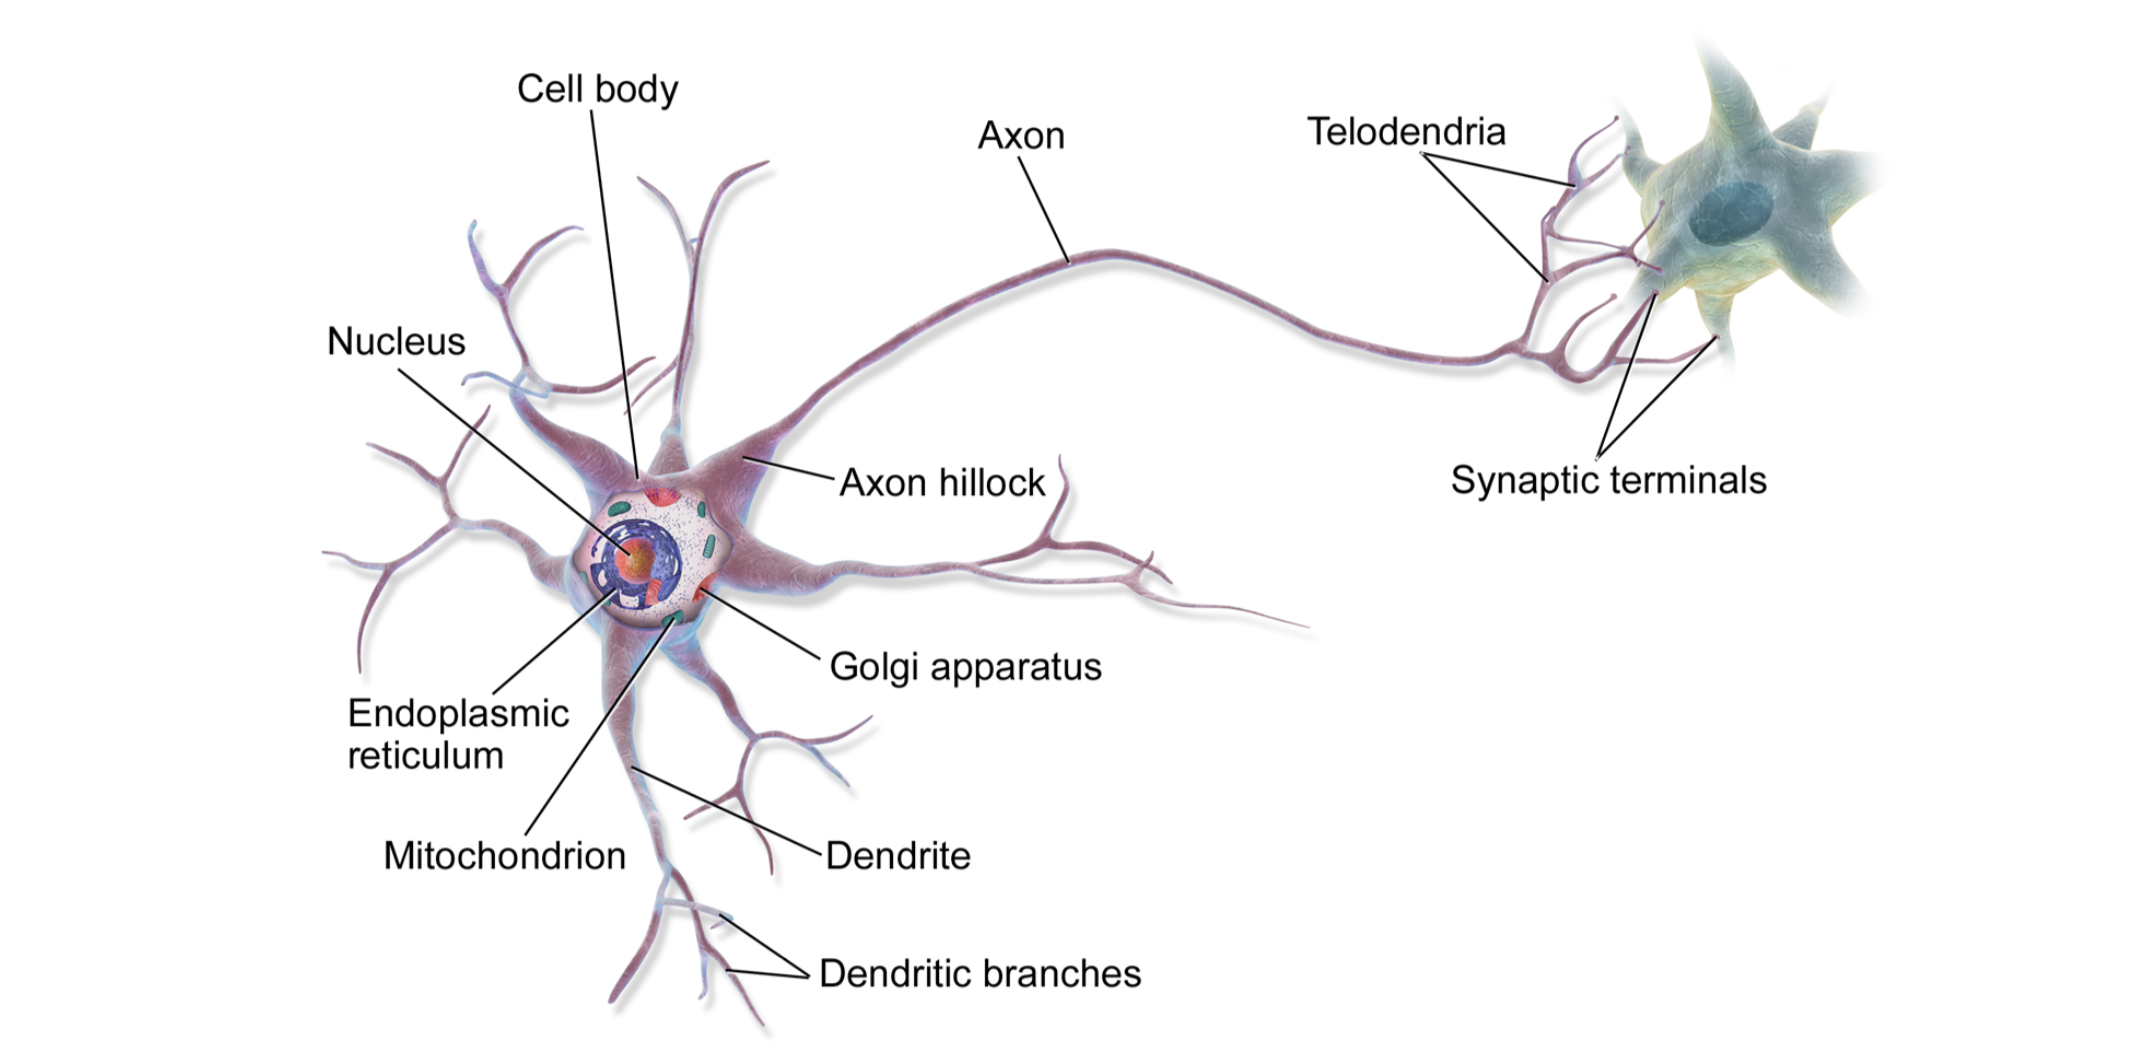 Cell body
Axon
Telodendria
Nucleus
Axon hillock
Synaptic terminals
Golgi apparatus
Endoplasmic
reticulum
Mitochondrion
Dendrite
Dendritic branches